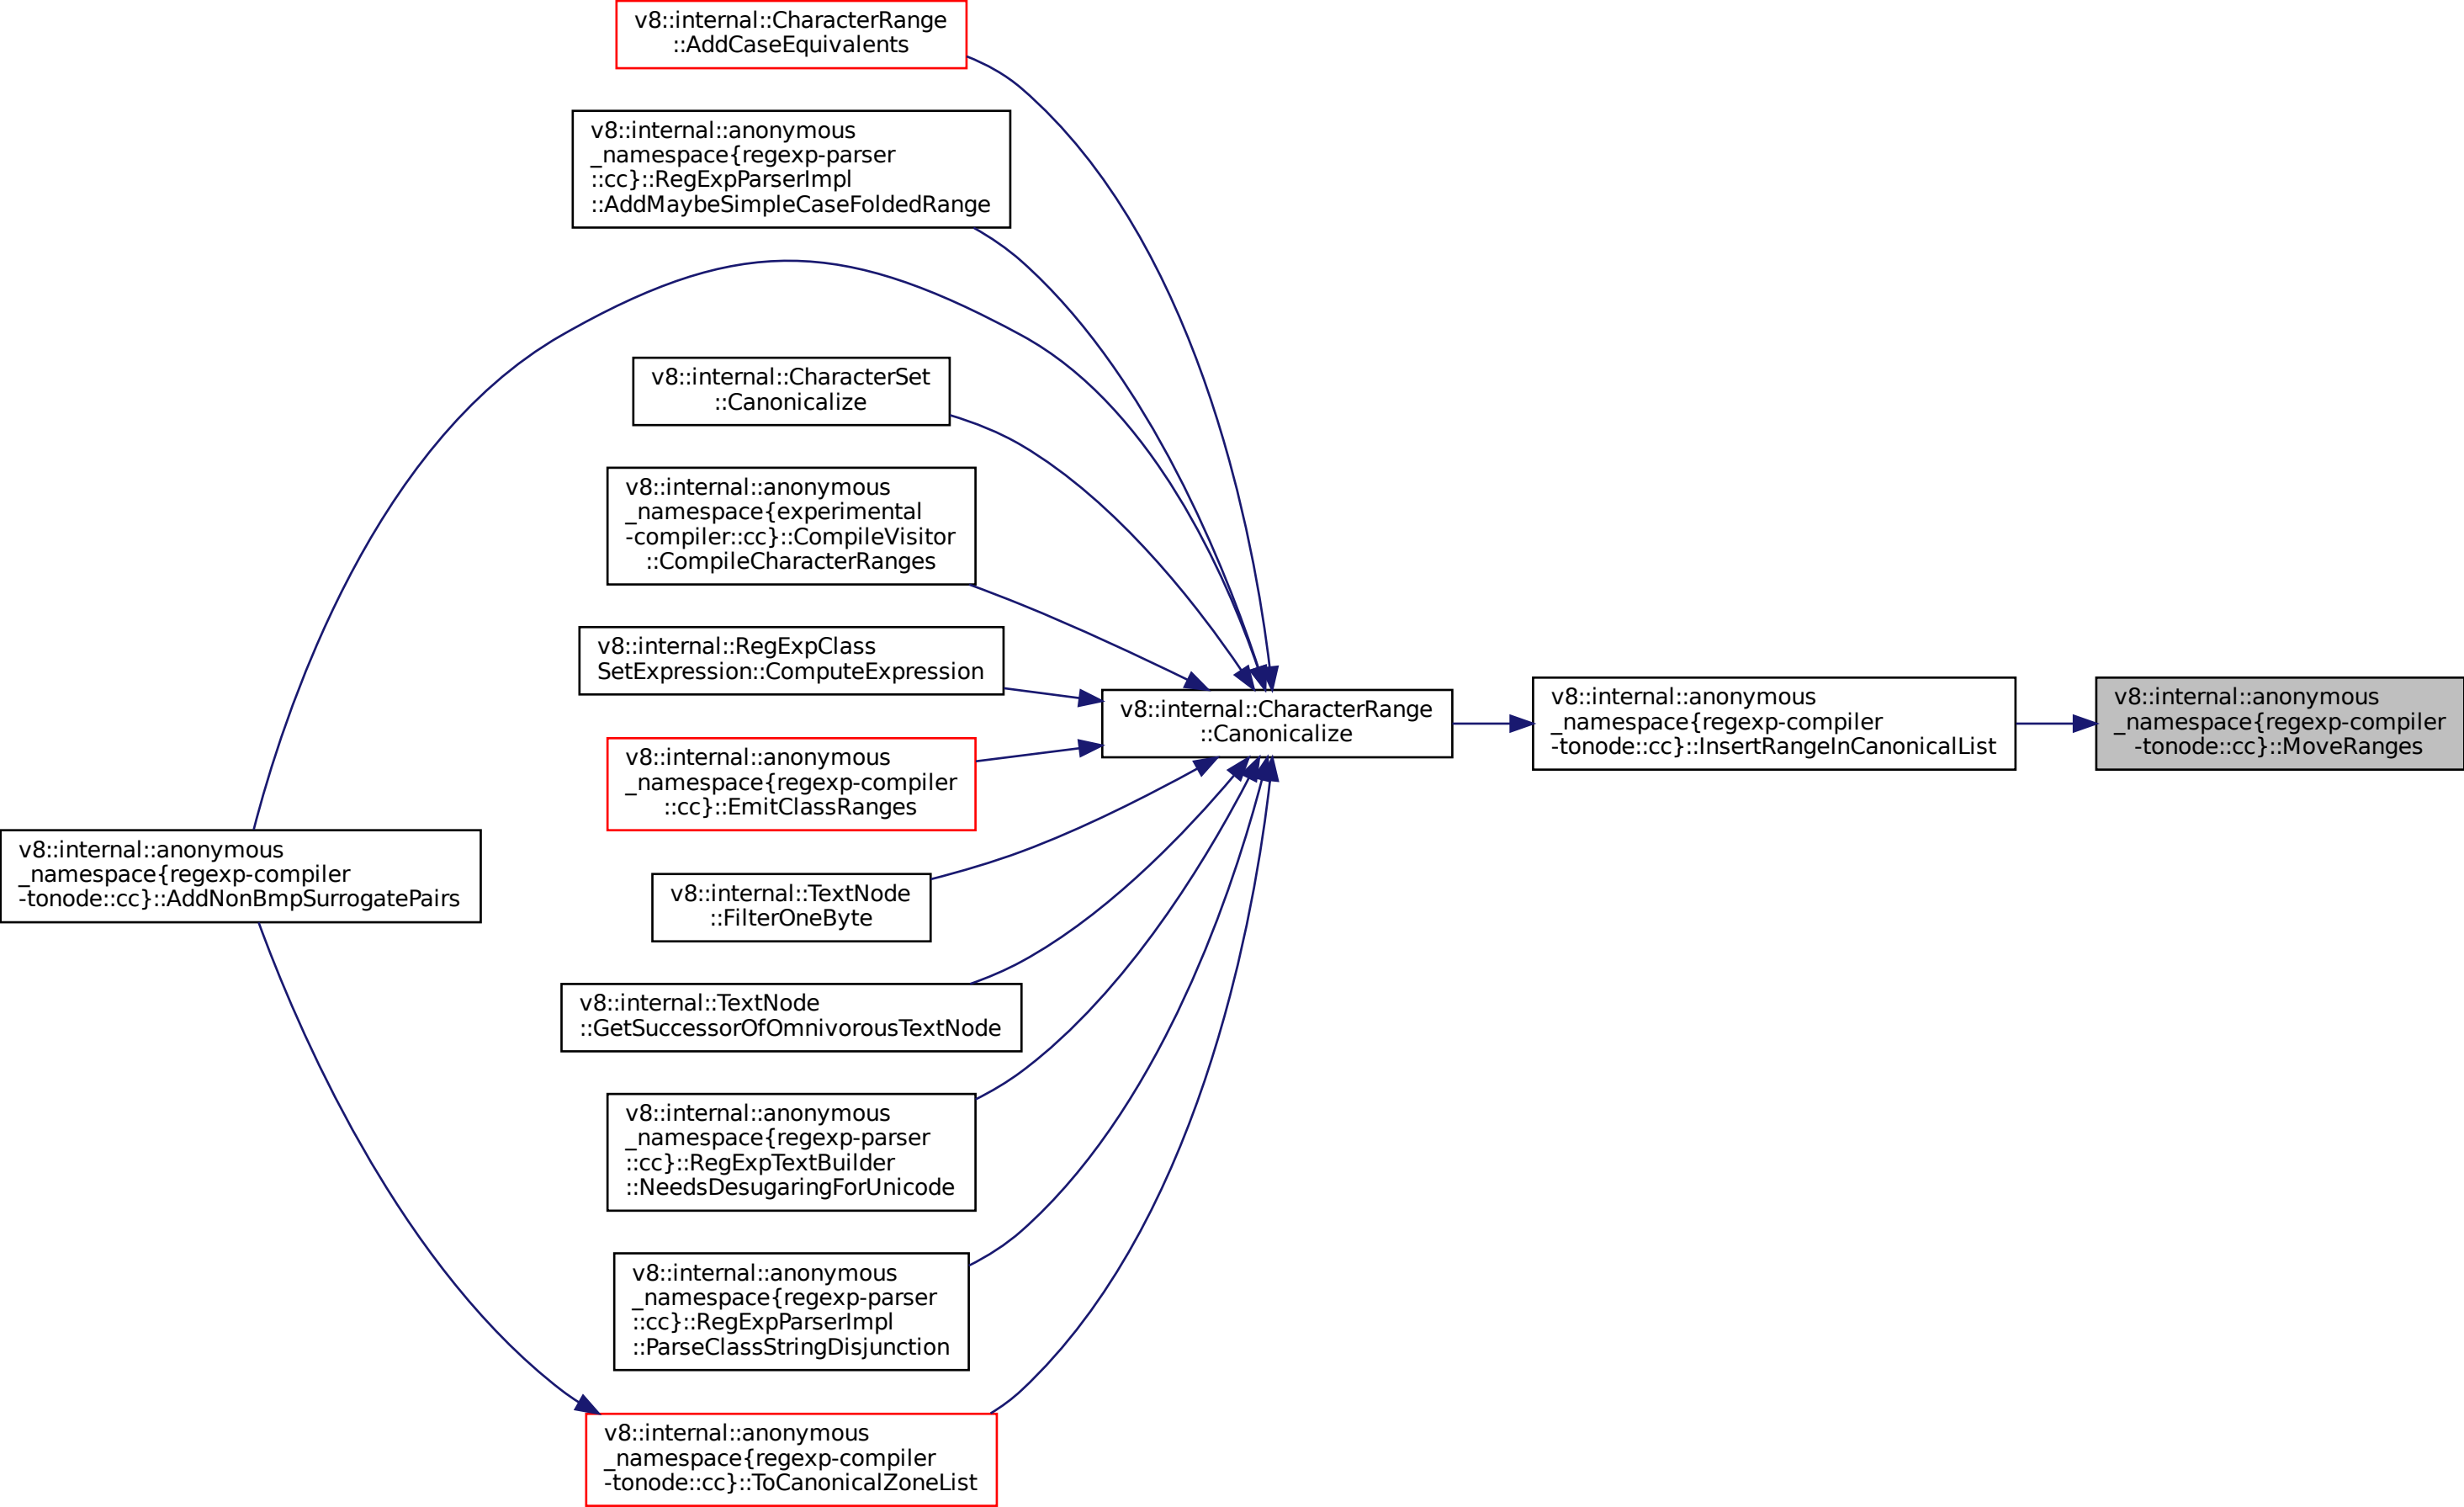 v8::internal::CharacterRange
::AddCaseEquivalents
v8::internal::anonymous
_namespace{regexp-parser
::cc}::RegExpParserImpl
::AddMaybeSimpleCaseFoldedRange
v8::internal::CharacterSet
::Canonicalize
v8::internal::anonymous
_namespace{experimental
-compiler::cc}::CompileVisitor
::CompileCharacterRanges
v8::internal::RegExpClass
SetExpression::ComputeExpression
v8::internal::anonymous
_namespace{regexp-compiler
::cc}::EmitClassRanges
v8::internal::TextNode
::FilterOneByte
v8::internal::TextNode
::GetSuccessorOfOmnivorousTextNode
v8::internal::anonymous
_namespace{regexp-parser
::cc}::RegExpTextBuilder
::NeedsDesugaringForUnicode
v8::internal::anonymous
_namespace{regexp-parser
::cc}::RegExpParserImpl
::ParseClassStringDisjunction
v8::internal::anonymous
_namespace{regexp-compiler
-tonode::cc}::ToCanonicalZoneList
v8::internal::anonymous
_namespace{regexp-compiler
-tonode::cc}::AddNonBmpSurrogatePairs
v8::internal::CharacterRange
::Canonicalize
v8::internal::anonymous
_namespace{regexp-compiler
-tonode::cc}::InsertRangeInCanonicalList
v8::internal::anonymous
_namespace{regexp-compiler
-tonode::cc}::MoveRanges